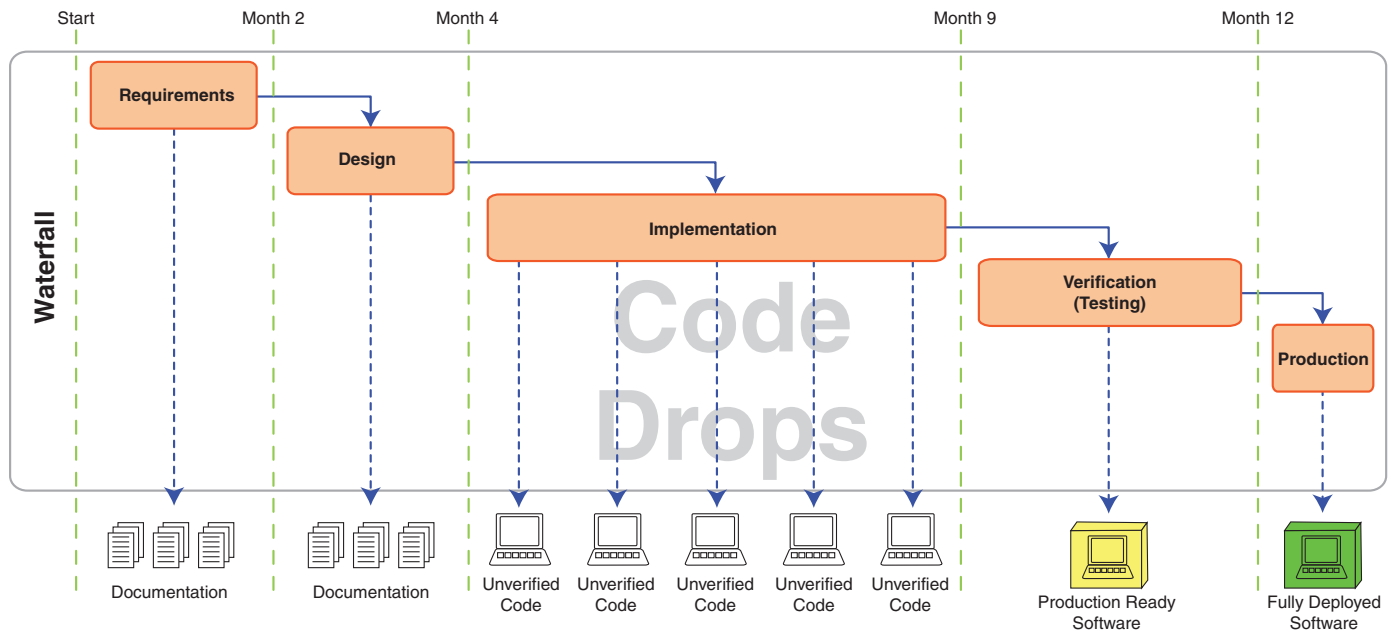 Start
Month 2
Month 4
Month 9
Month 12
Waterfall
Requirements
Design
Implementation
Verification
(Testing)
Production
Code
Drops
Documentation
Documentation
Unverified
Code
Unverified
Code
Unverified
Code
Unverified
Code
Unverified
Code
Production Ready
Software
Fully Deployed
Software